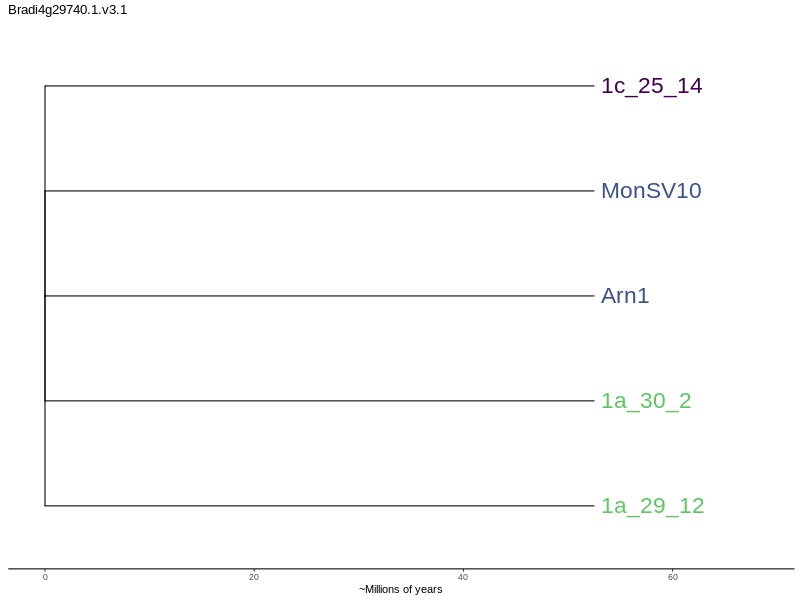 Bradi4g29740.1.v3.1
1c_25_14
MonSV10
Arn1
1a_30_2
1a_29_12
0 20 40 60
~Millions of years